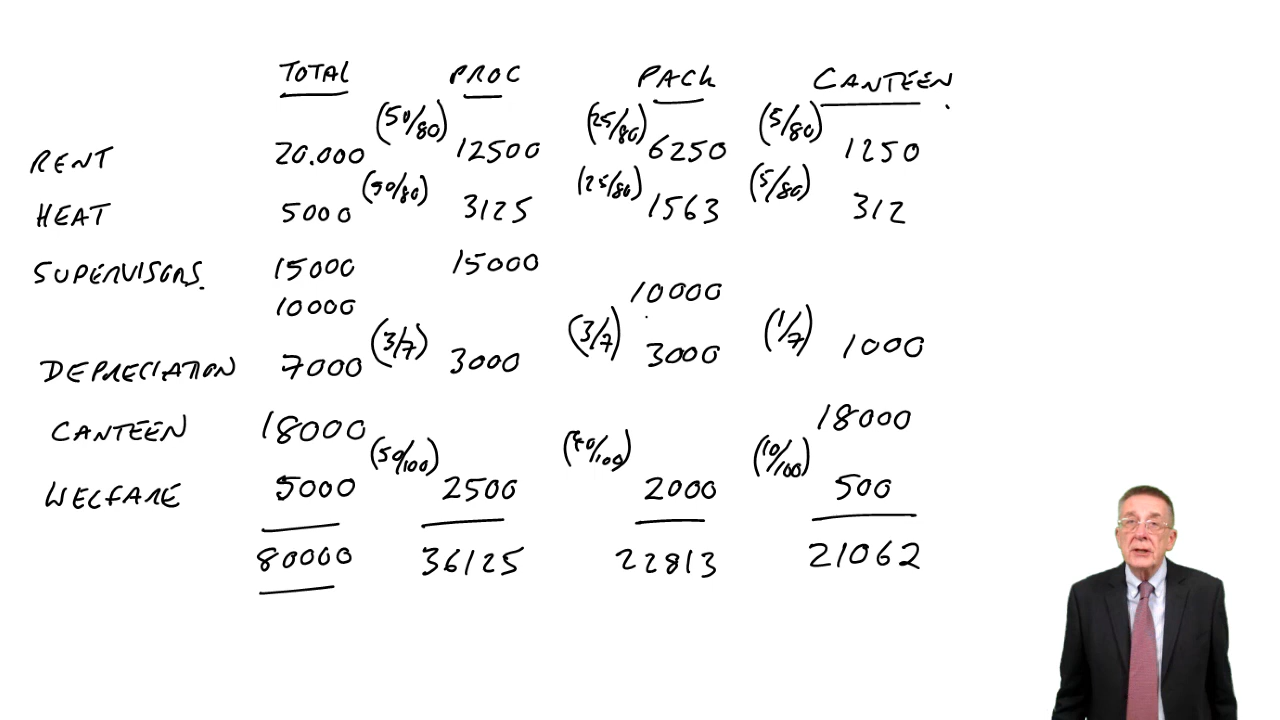 TOTAL PROC PACK CANTEEN
RENT 20.000 (50/80) 12500 (25/80) 6250 (5/80) 1250
HEAT 5000 (50/80) 3125 (25/80) 1563 (5/80) 312
SUPERVISORS. 15000 15000
10000 10000
DEPRECIATION 7000 (3/7) 3000 (3/7) 3000 (1/7) 1000
CANTEEN 18000 18000
WELFARE 5000 (50/100) 2500 (40/100) 2000 (10/100) 500
80000 36125 22813 21062